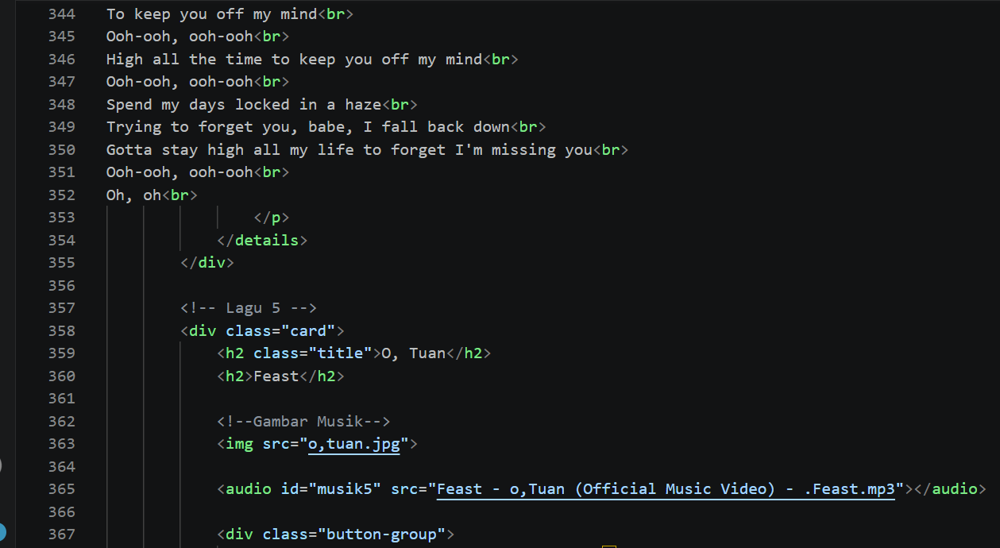 344 To keep you off my mind<br>
345 Ooh-ooh, ooh-ooh<br>
346 High all the time to keep you off my mind<br>
347 Ooh-ooh, ooh-ooh<br>
348 Spend my days locked in a haze<br>
349 Trying to forget you, babe, I fall back down<br>
350 Gotta stay high all my life to forget I'm missing you<br>
351 Ooh-ooh, ooh-ooh<br>
352 Oh, oh<br>
353 </p>
354 </details>
355 </div>
356
357 <!-- Lagu 5 -->
358 <div class="card">
359 <h2 class="title">O, Tuan</h2>
360 <h2>Feast</h2>
361
362 <!--Gambar Musik-->
363 <img src="o,tuan.jpg">
364
365 <audio id="musik5" src="Feast - o,Tuan (Official Music Video) - .Feast.mp3"></audio>
366
367 <div class="button-group">